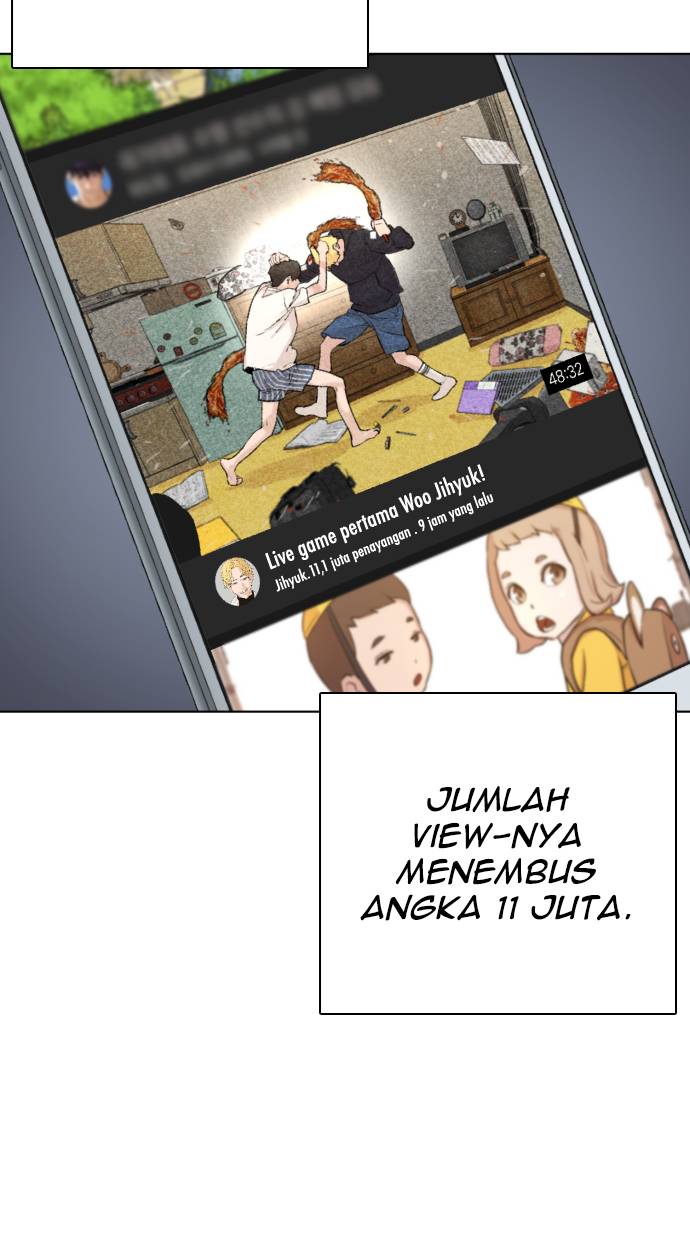 48:32
Live game pertama Woo Jihyuk!
Jihyuk.11,1 juta penayangan . 9 jam yang lalu
JUMLAH
VIEW-NYA
MENEMBUS
ANGKA 11 JUTA.